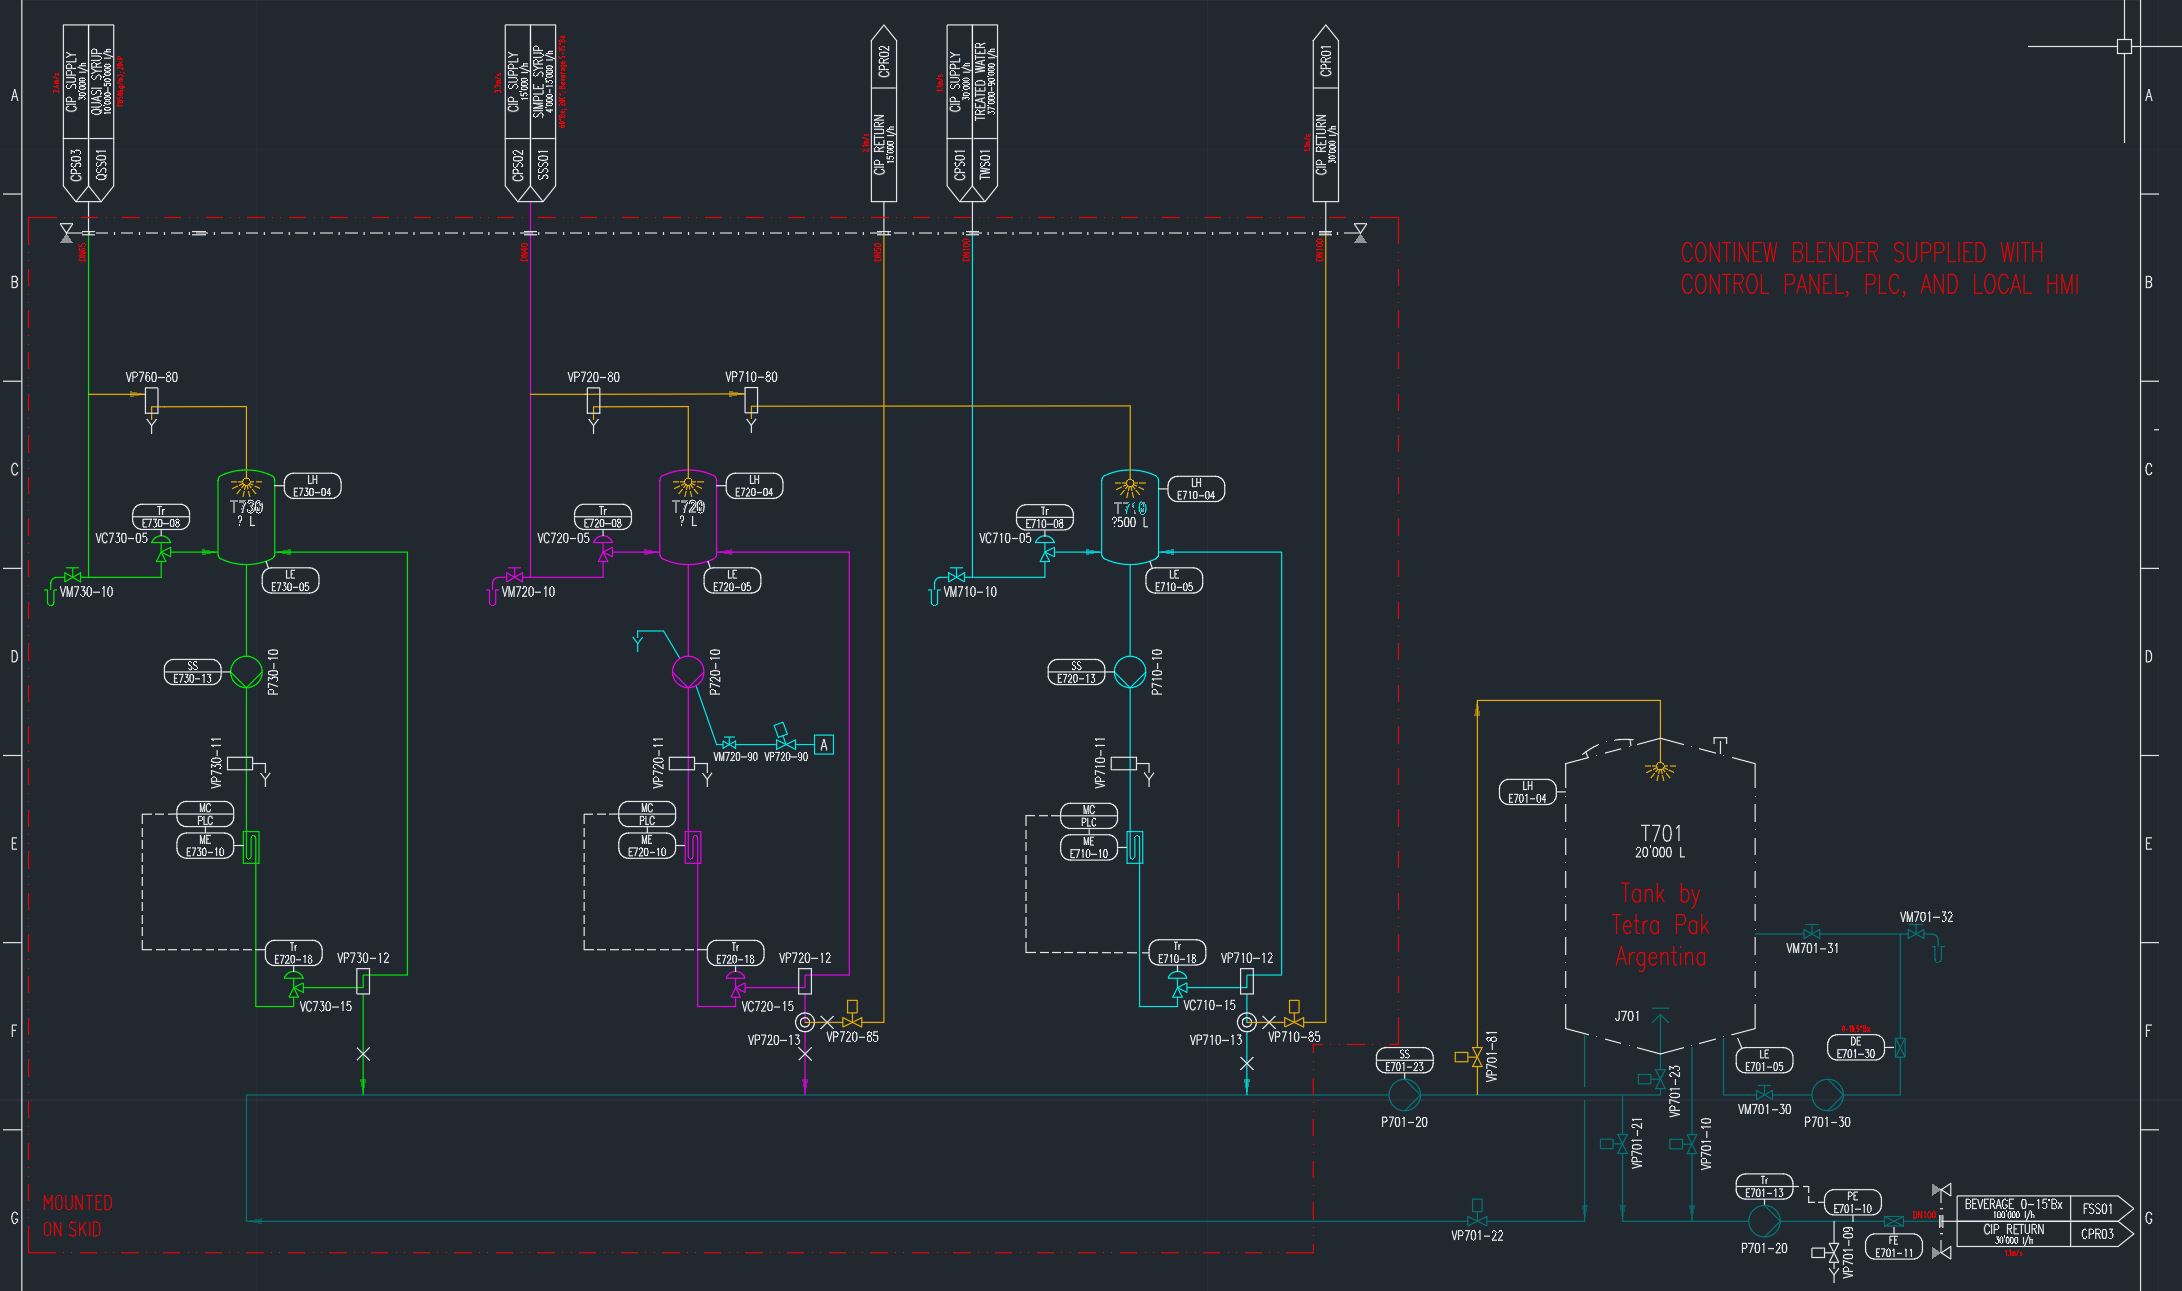 CPS03
CIP SUPPLY
30'000 l/h
QSS01
QUASI SYRUP
10'000-30'000 l/h
CPS02
CIP SUPPLY
15'000 l/h
SSS01
SIMPLE SYRUP
4'000-13'000 l/h
CPR02
CIP RETURN
15'000 l/h
CPS01
CIP SUPPLY
30'000 l/h
TWS01
TREATED WATER
37'000-90'000 l/h
CPR01
CIP RETURN
30'000 l/h
A
A
B
B
DN65
DN40
DN50
DN100
DN100
CONTINEW BLENDER SUPPLIED WITH
CONTROL PANEL, PLC, AND LOCAL HMI
VP760-80
VP720-80
VP710-80
C
C
LH
E730-04
T730
? L
Tr
E730-08
VC730-05
VM730-10
LE
E730-05
LH
E720-04
T720
? L
Tr
E720-08
VC720-05
VM720-10
LE
E720-05
LH
E710-04
?500 L
Tr
E710-08
VC710-05
VM710-10
LE
E710-05
D
D
SS
E730-13
P730-10
P720-10
SS
E720-13
P710-10
VP730-11
VP720-11
VM720-90
VP720-90
A
VP710-11
MC
PLC
ME
E730-10
MC
PLC
ME
E720-10
MC
PLC
ME
E710-10
LH
E701-04
E
E
T701
20'000 L
Tank by
Tetra Pak
Argentina
VM701-31
VM701-32
Tr
E720-18
VP730-12
VC730-15
Tr
E720-18
VP720-12
VC720-15
Tr
E710-18
VP710-12
VC710-15
F
F
VP720-13
VP720-85
VP710-13
VP710-85
J701
SS
E701-23
P701-20
VP701-81
VP701-23
LE
E701-05
DE
E701-30
VM701-30
P701-30
VP701-21
VP701-10
MOUNTED
ON SKID
G
G
VP701-22
Tr
E701-13
P701-20
PE
E701-10
VP701-09
FE
E701-11
DN100
BEVERAGE 0-15°Bx
100'000 l/h
FSS01
CIP RETURN
30'000 l/h
CPR03
1.1m/s